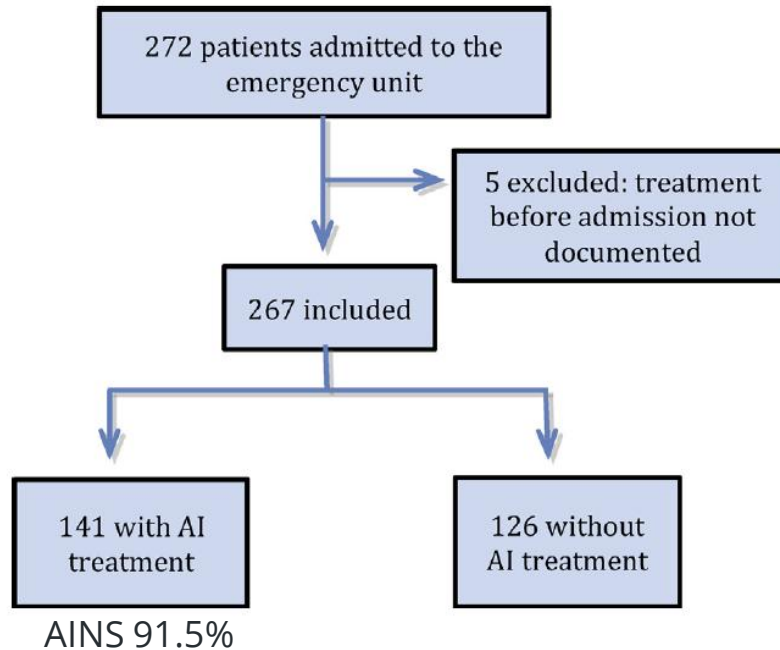 272 patients admitted to the
emergency unit
5 excluded: treatment
before admission not
documented
267 included
141 with AI
treatment
126 without
AI treatment
AINS 91.5%